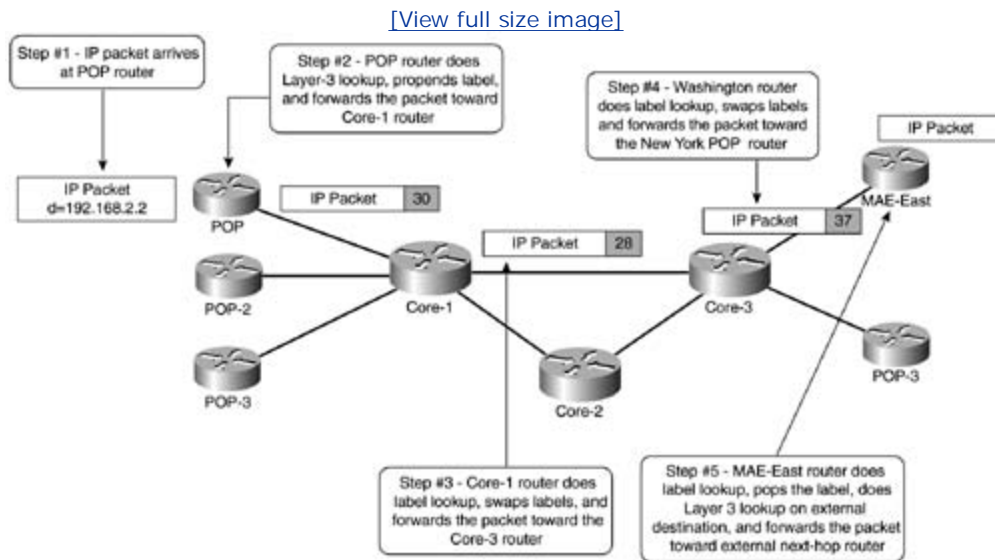 [View full size image]
Step #1 - IP packet arrives
at POP router
Step #2 - POP router does
Layer-3 lookup, propends label,
and forwards the packet toward
Core-1 router
Step #4 - Washington router
does label lookup, swaps labels
and forwards the packet toward
the New York POP router
IP Packet
IP Packet
d=192.168.2.2
POP
IP Packet 30
MAE-East
IP Packet 37
IP Packet 28
POP-2
Core-1
Core-3
POP-3
Core-2
POP-3
Step #3 - Core-1 router does
label lookup, swaps labels, and
forwards the packet toward the
Core-3 router
Step #5 - MAE-East router does
label lookup, pops the label, does
Layer 3 lookup on external
destination, and forwards the packet
toward external next-hop router